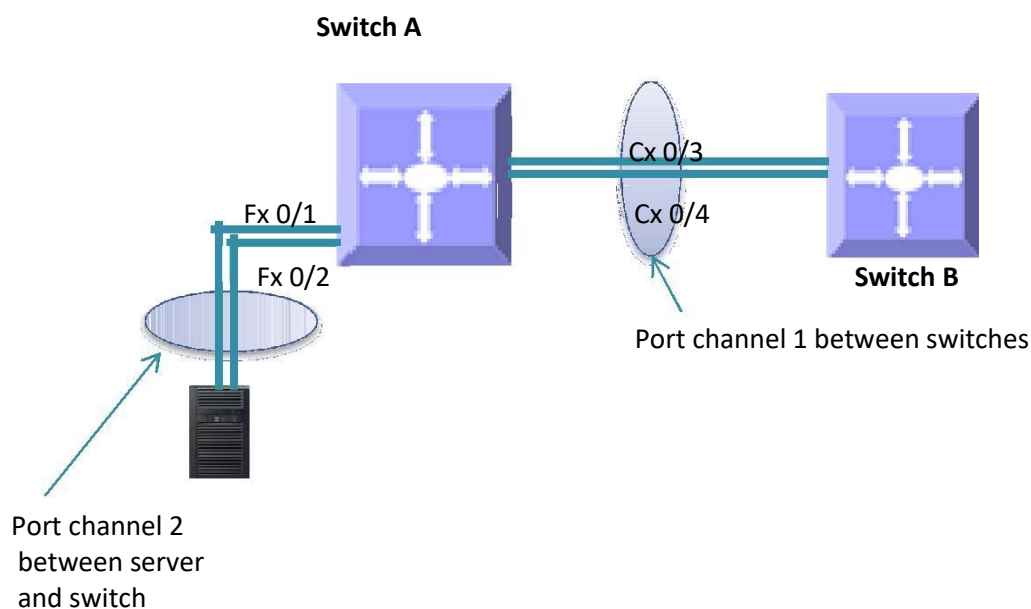 Switch A
Cx 0/3
Fx 0/1
Cx 0/4
Fx 0/2
Switch B
Port channel 1 between switches
Port channel 2
between server
and switch